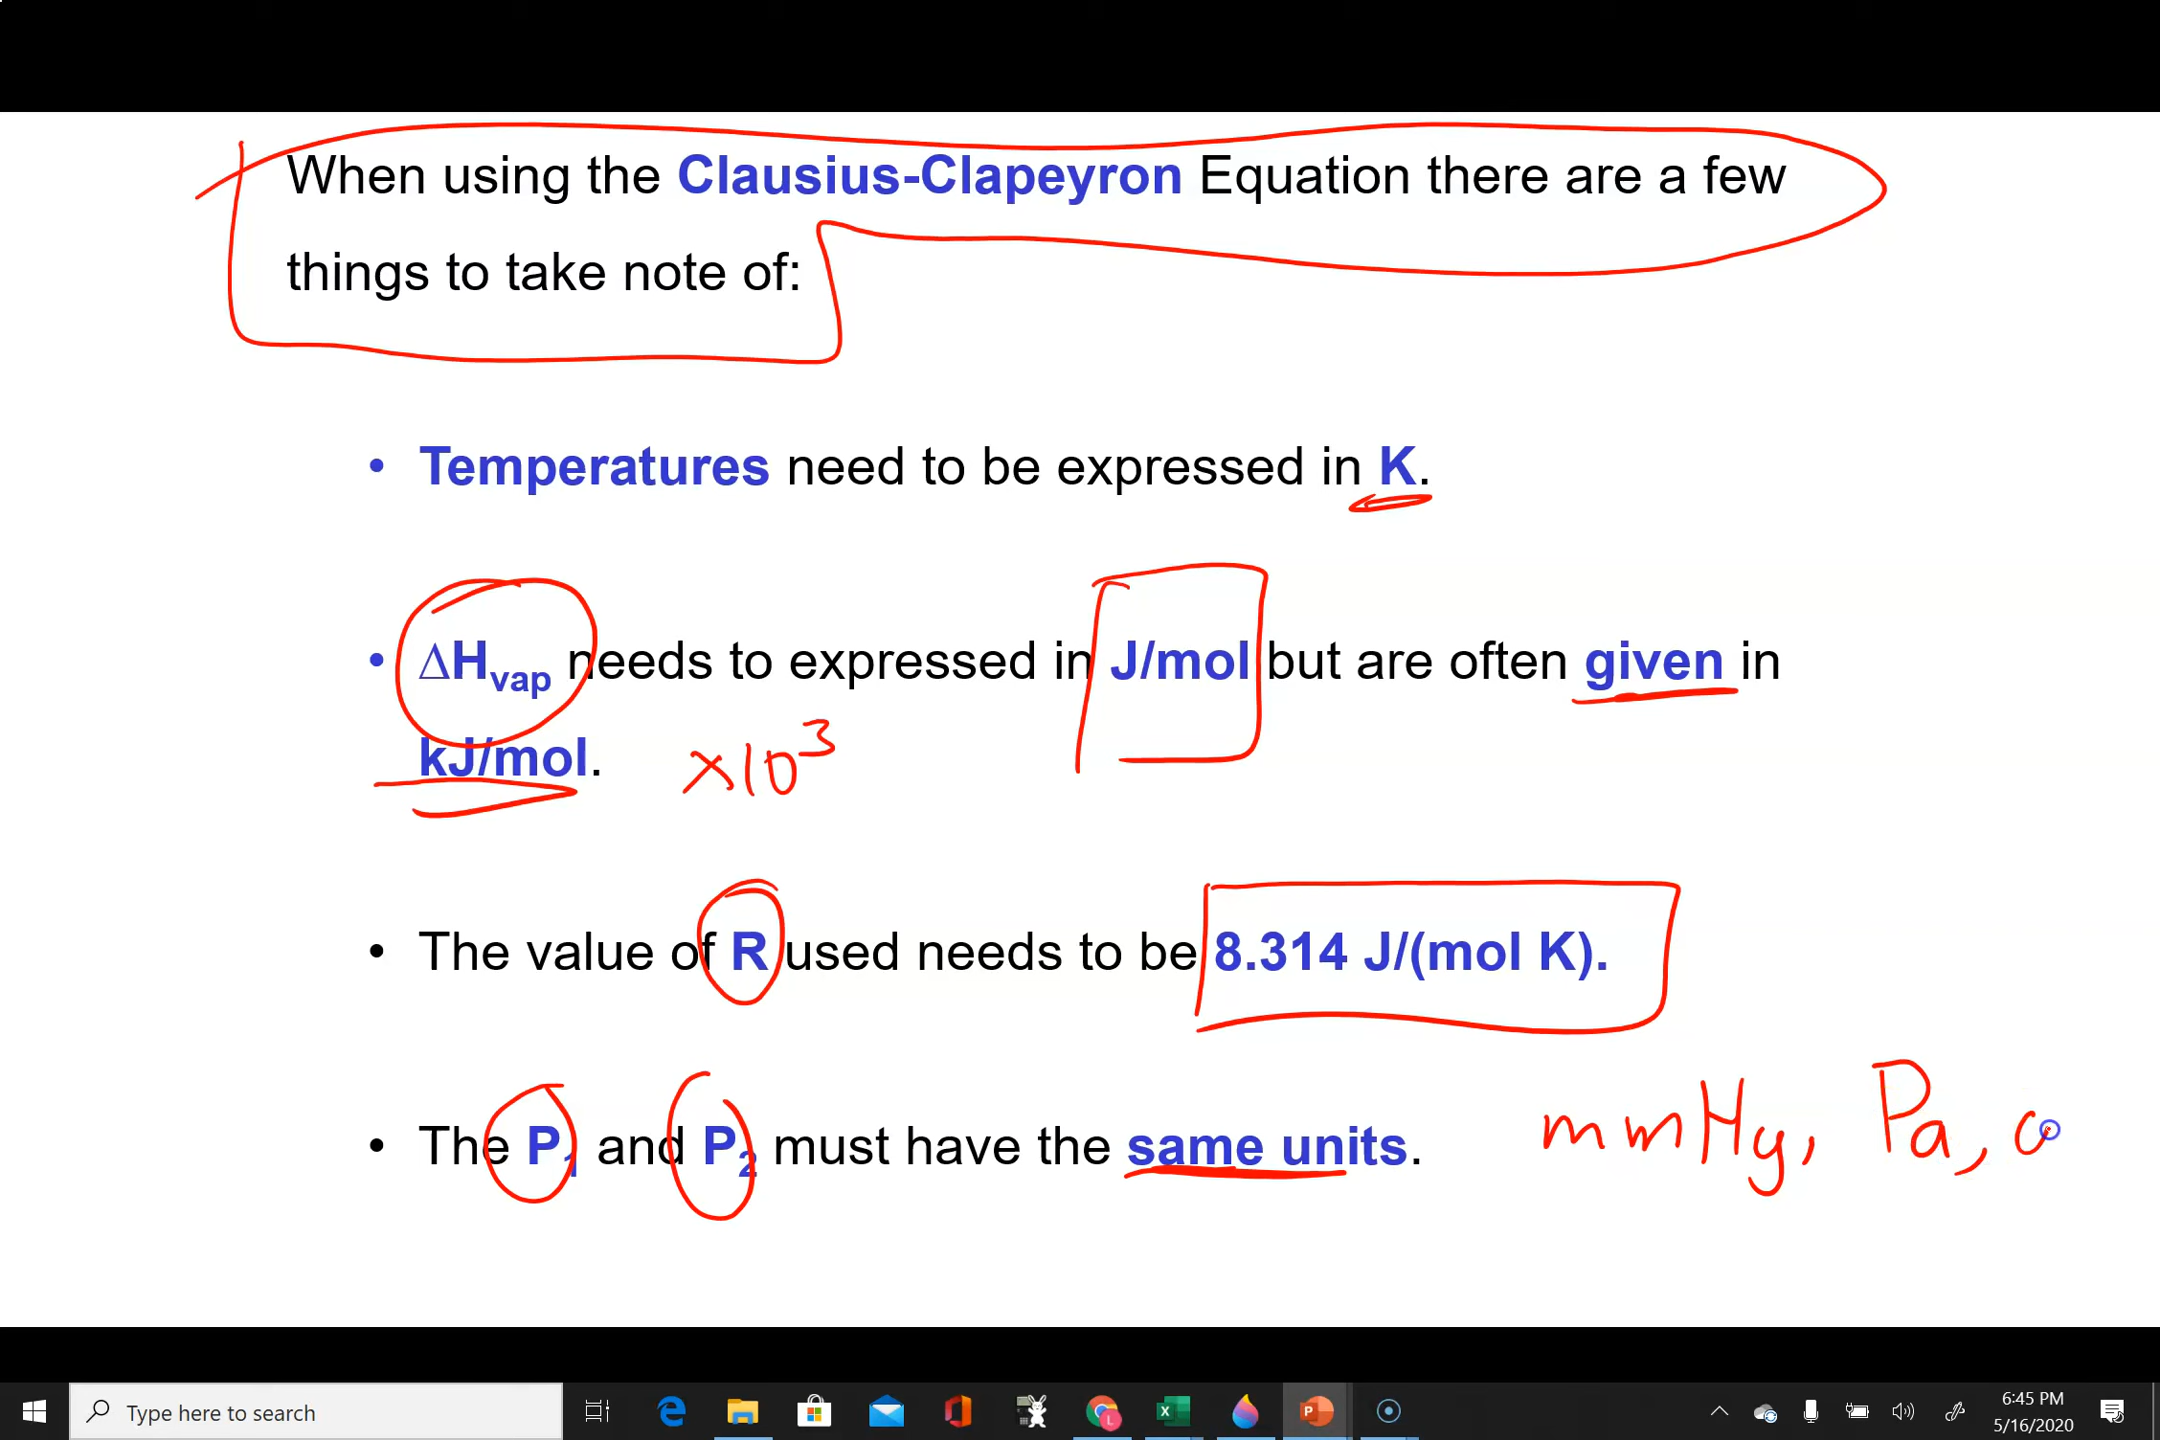 When using the Clausius-Clapeyron Equation there are a few
things to take note of:
• Temperatures need to be expressed in K.
• ΔHvap needs to expressed in J/mol but are often given in
kJ/mol.
×10³
• The value of R used needs to be 8.314 J/(mol K).
• The P1 and P2 must have the same units.
mmHg, Pa,
Type here to search
6:45 PM
5/16/2020